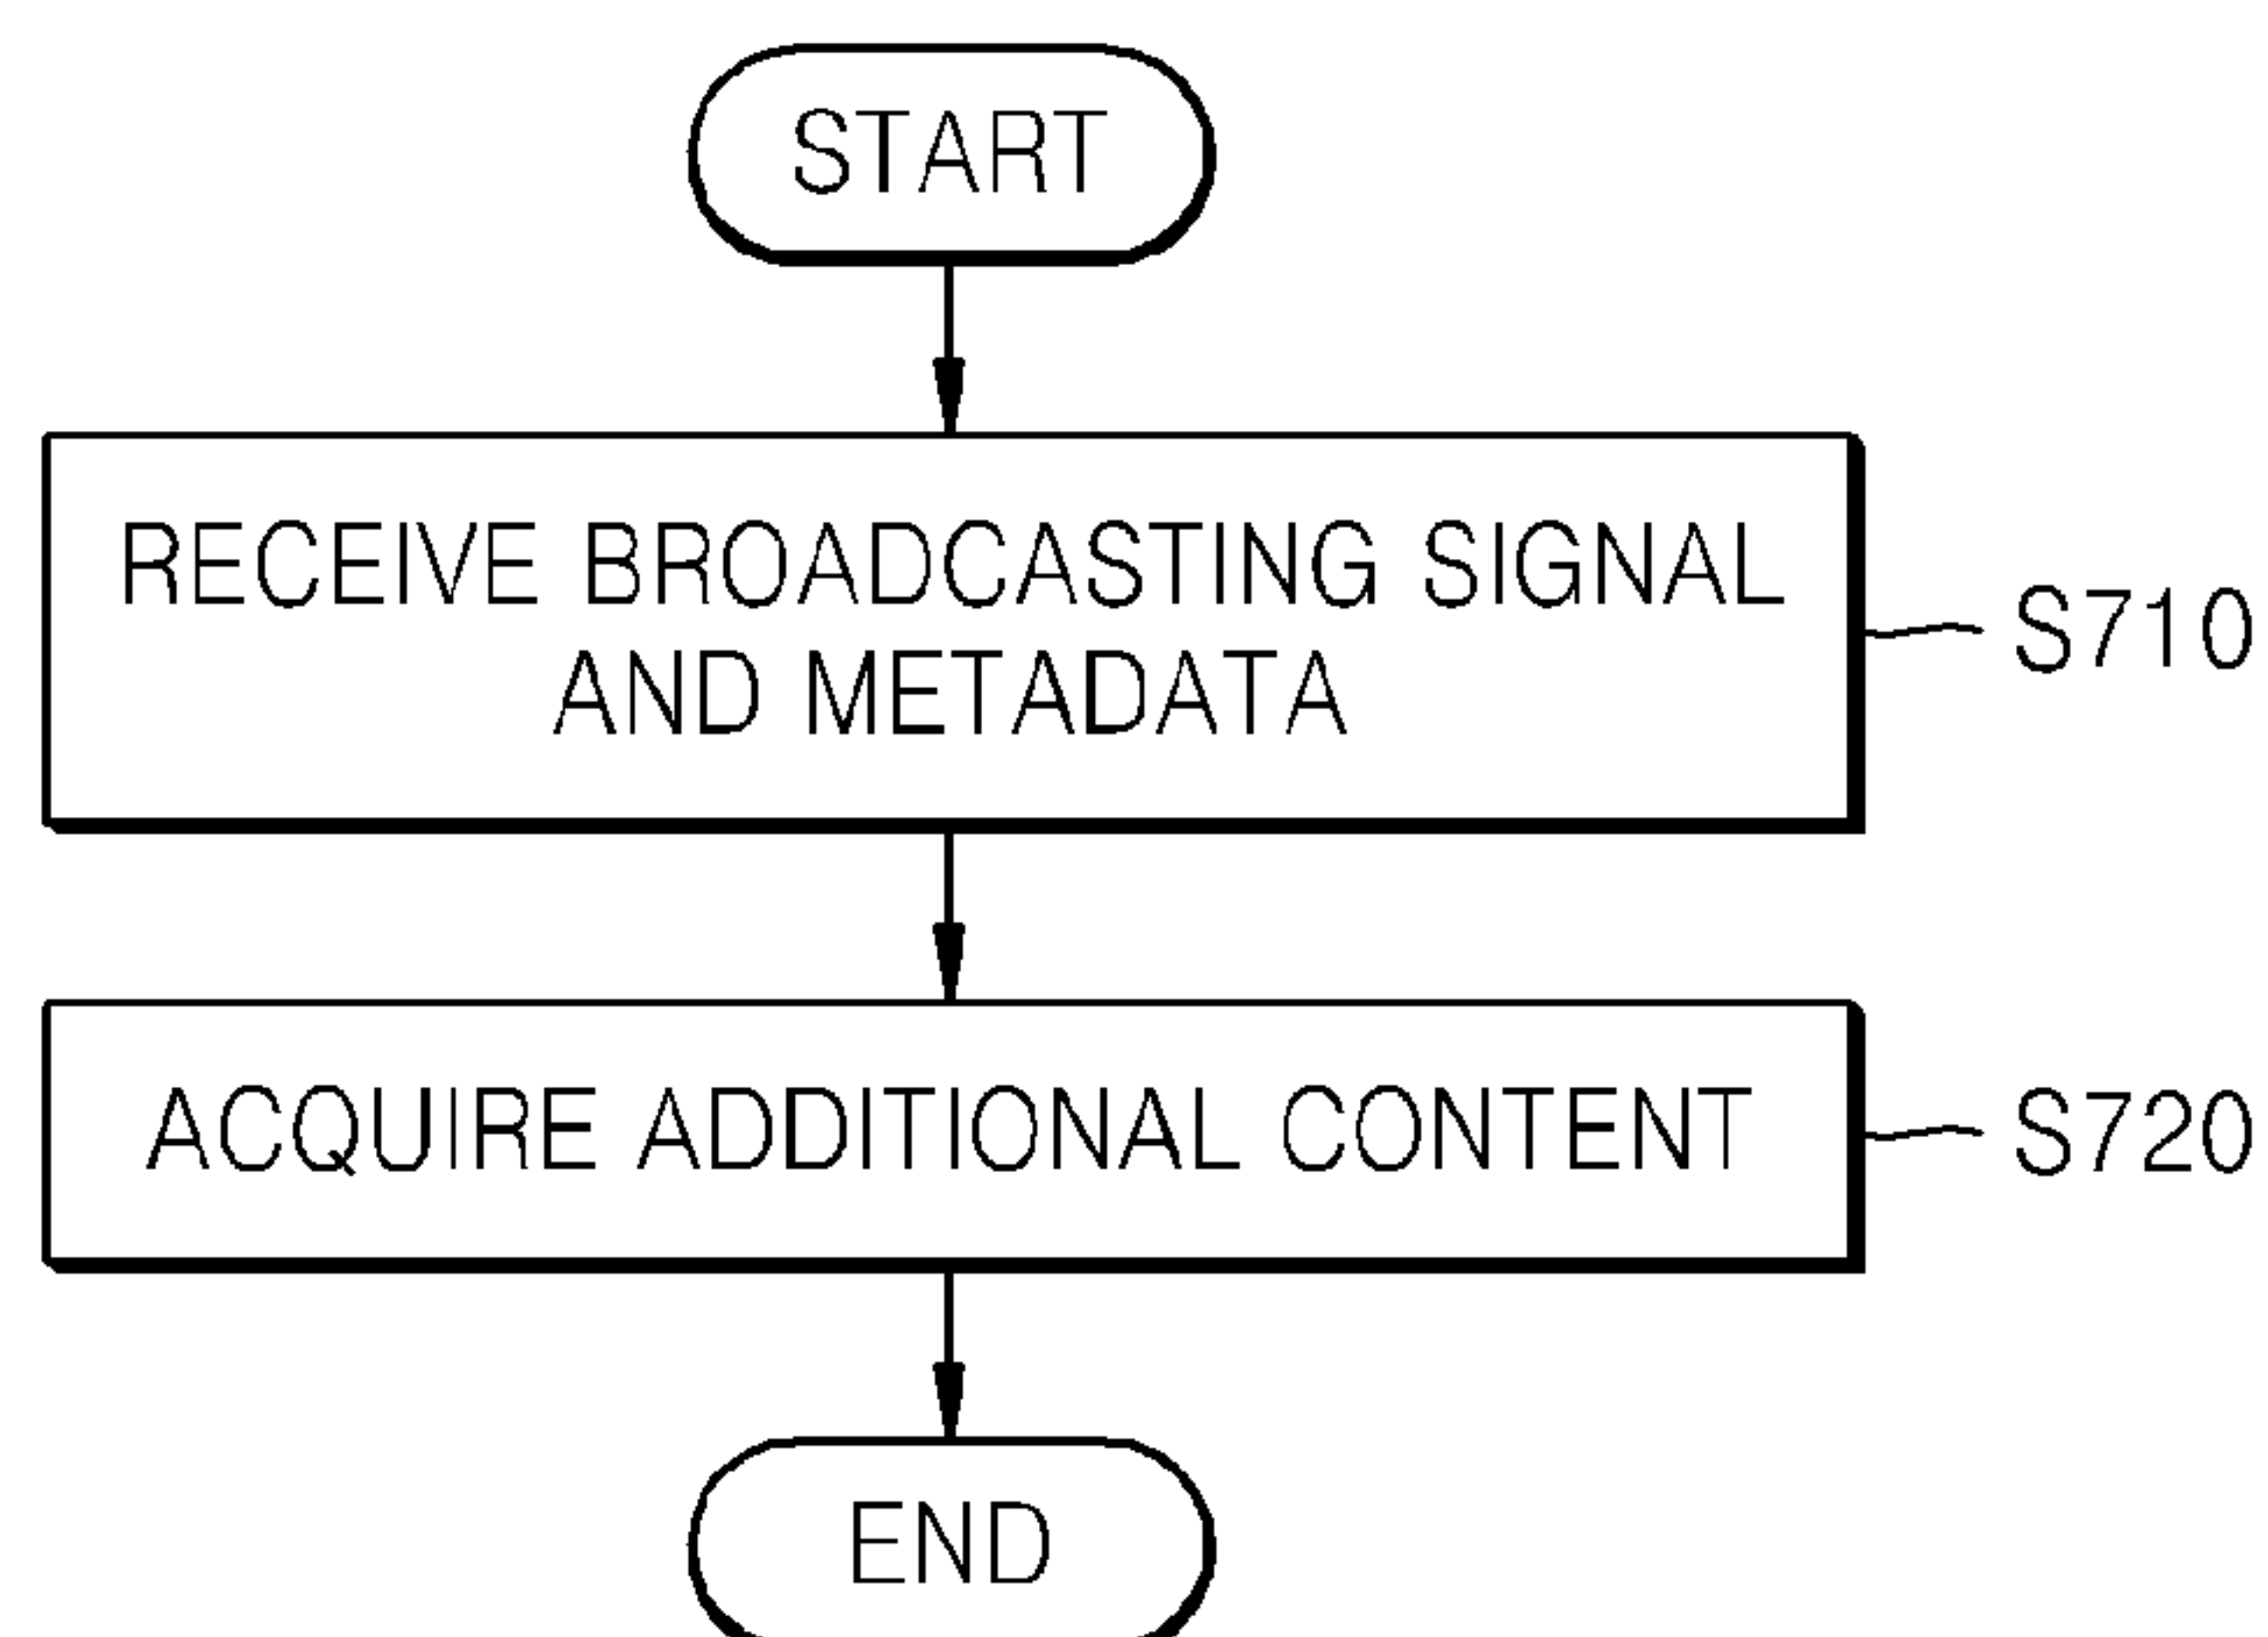 START
RECEIVE BROADCASTING SIGNAL
AND METADATA
S710
ACQUIRE ADDITIONAL CONTENT
S720
END